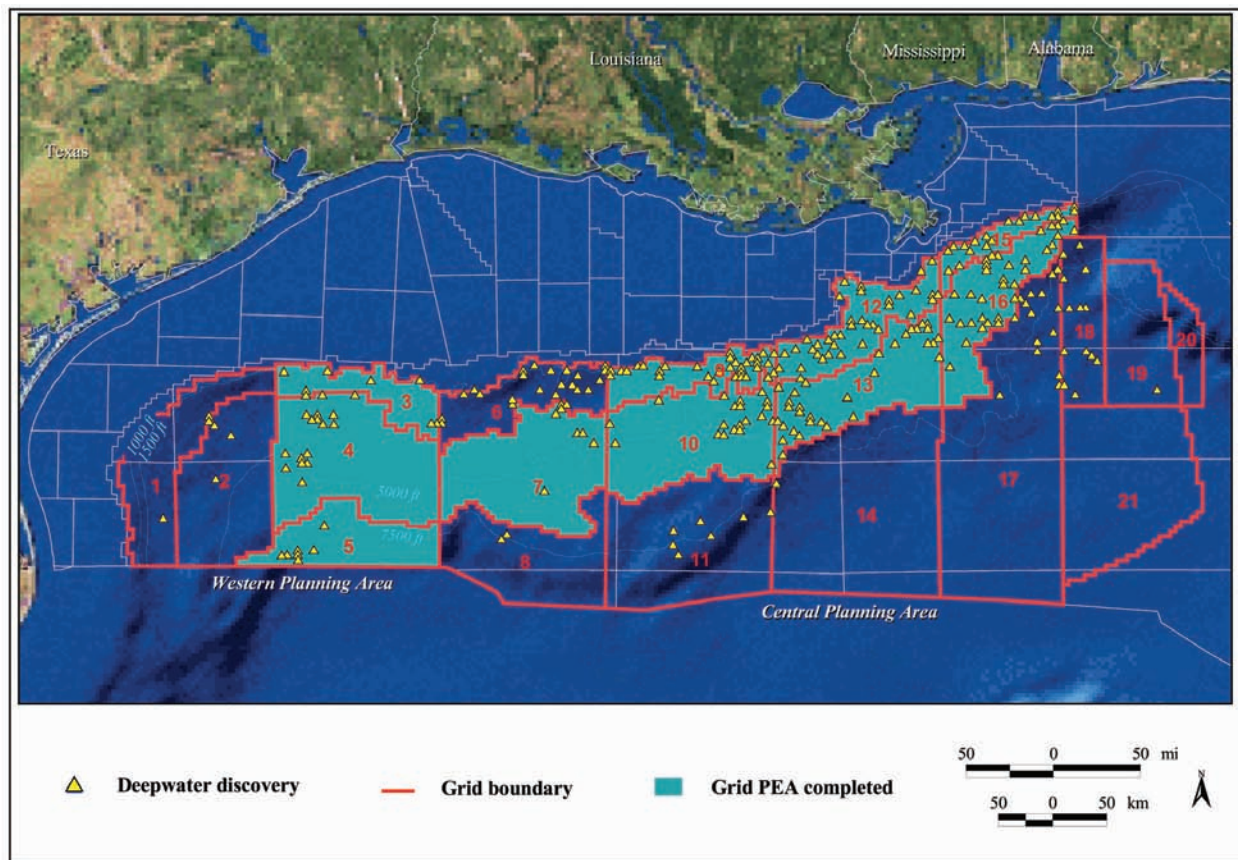 Mississippi
Alabama
Louisiana
Texas
15
12
16
18
20
19
9
3
13
6
1000 ft
1500 ft
10
4
1
2
5000 ft
7
17
21
14
7500 ft
5
8
11
Western Planning Area
Central Planning Area
50 0 50 mi
Deepwater discovery
Grid boundary
Grid PEA completed
N
50 0 50 km